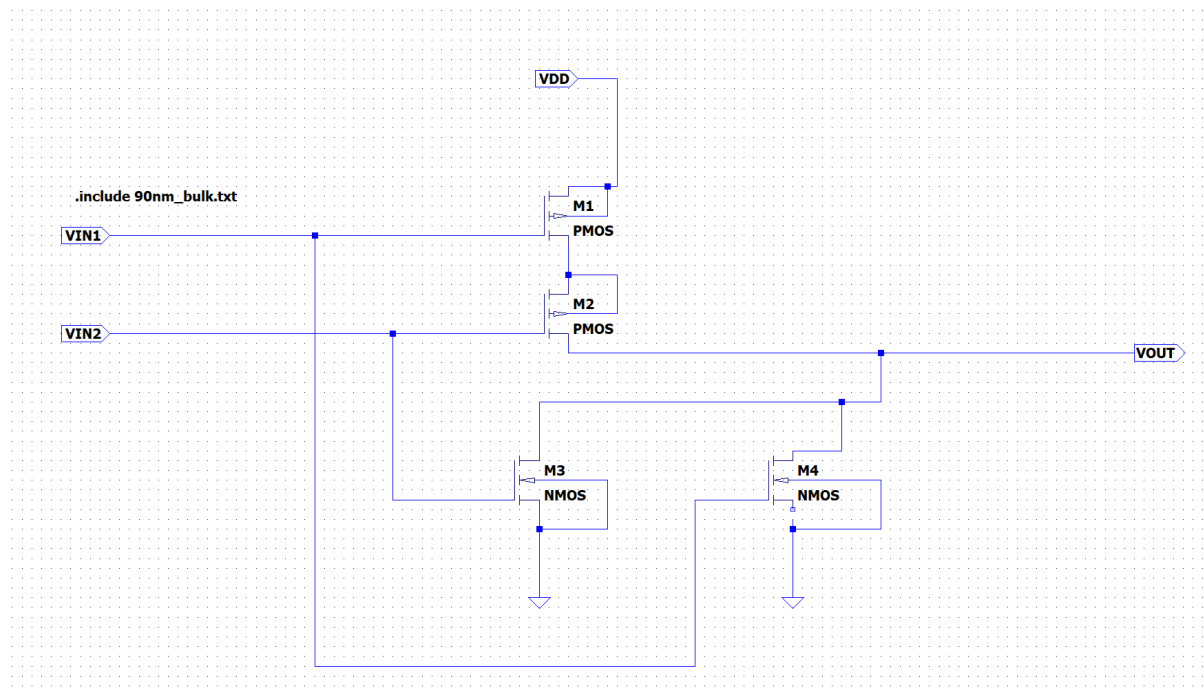 VDD
.include 90nm_bulk.txt
M1
PMOS
VIN1
M2
PMOS
VIN2
VOUT
M3
NMOS
M4
NMOS